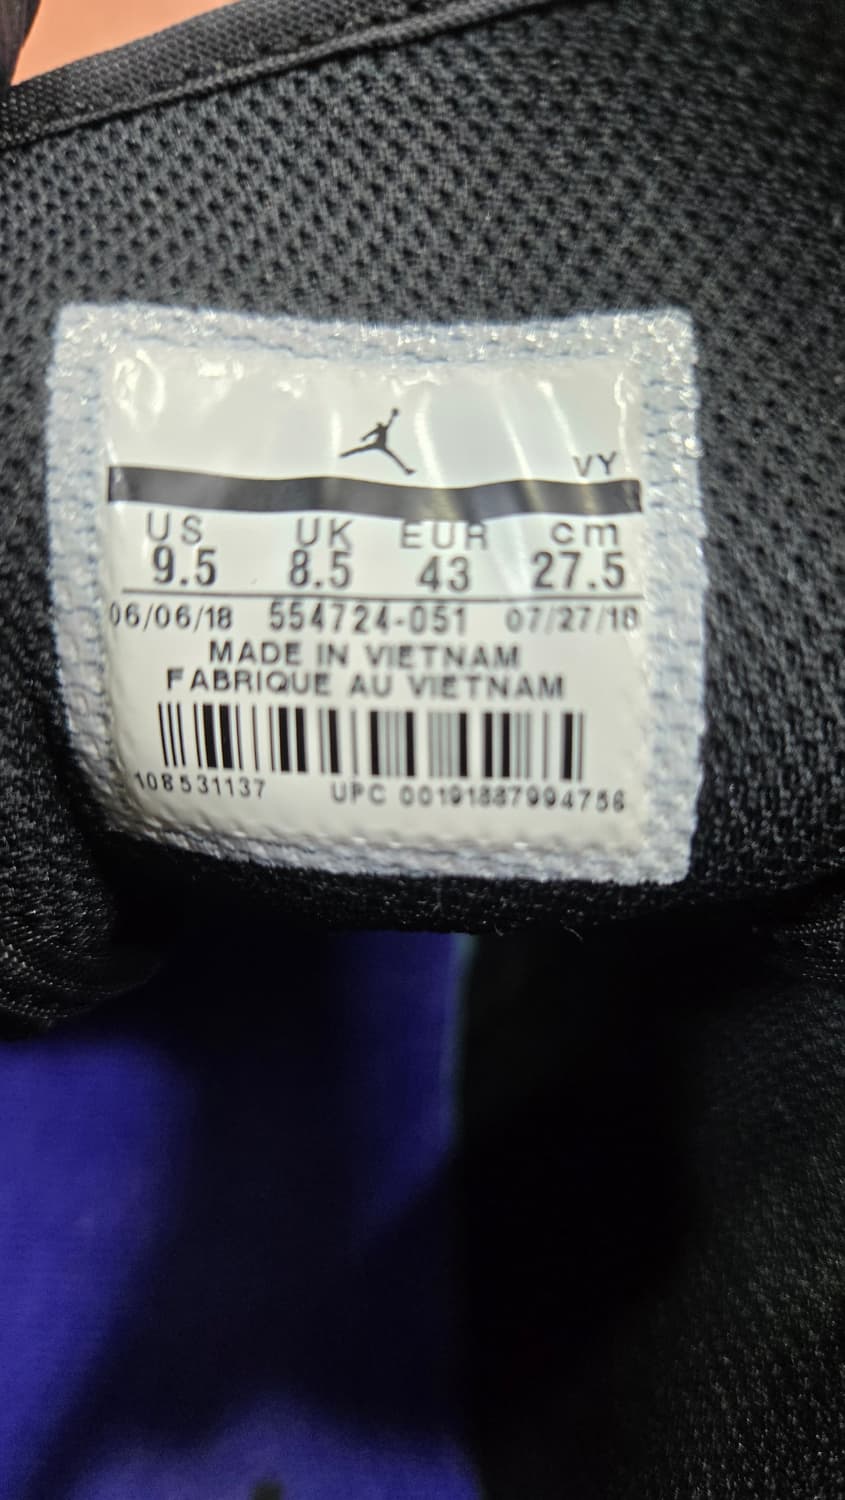 VY
US UK EUR cm
9.5 8.5 43 27.5
06/06/18 554724-051 07/27/18
MADE IN VIETNAM
FABRIQUE AU VIETNAM
108531137 UPC 00191887994756